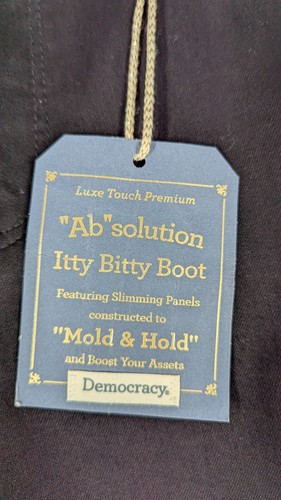 Luxe Touch Premium
"Ab"solution
Itty Bitty Boot
Featuring Slimming Panels
constructed to
"Mold & Hold"
and Boost Your Assets
Democracy®